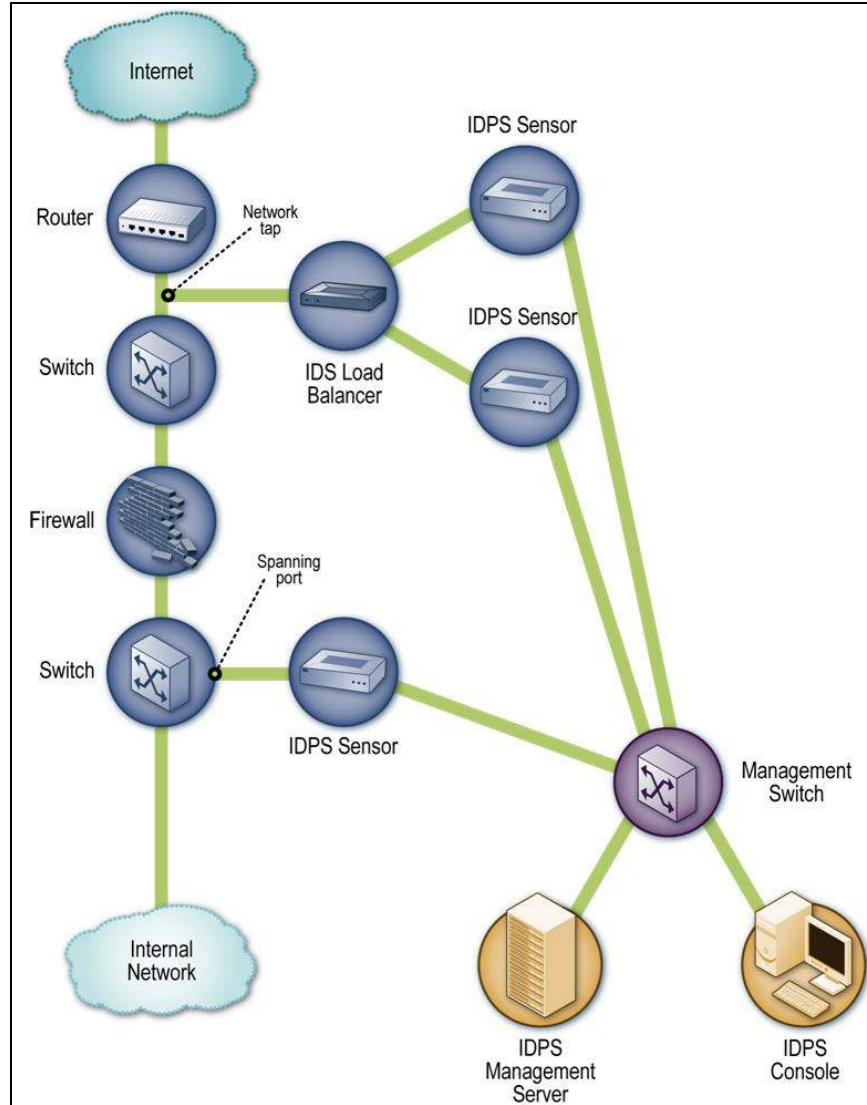 Internet
IDPS Sensor
Router
Network
tap
IDPS Sensor
Switch
IDS Load
Balancer
Firewall
Spanning
port
Switch
IDPS Sensor
Management
Switch
Internal
Network
IDPS
Management
Server
IDPS
Console